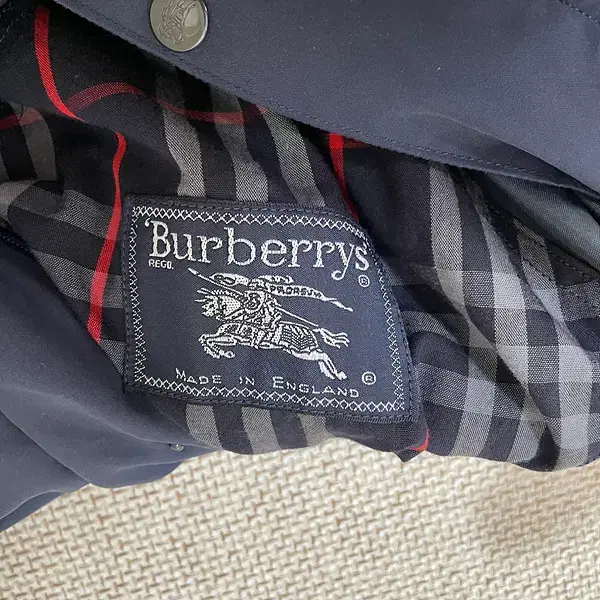 Burberrys
REGD. ®
PRORSUM
MADE IN ENGLAND ®